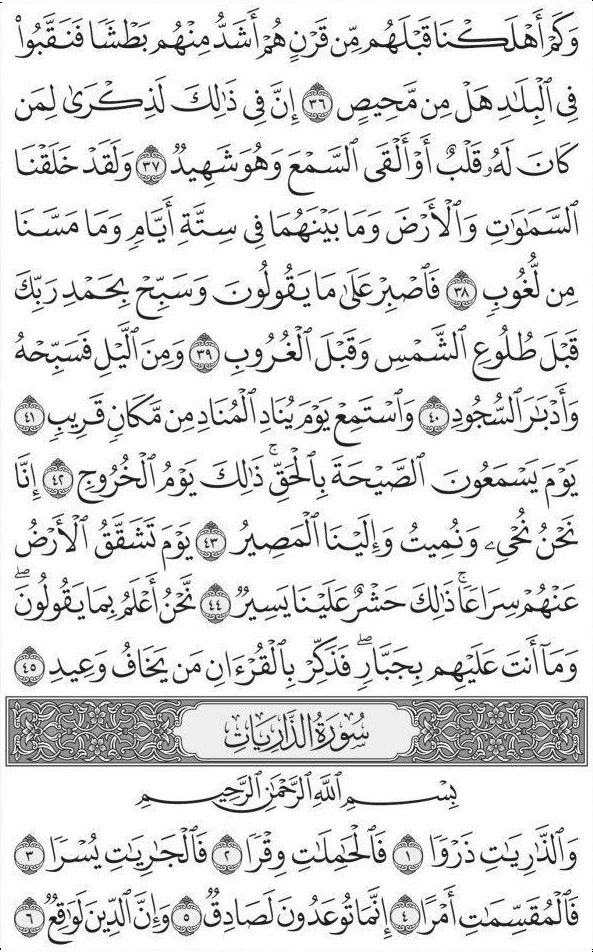 وَكَمْ أَهْلَكْنَا قَبْلَهُم مِّن قَرْنٍ هُمْ أَشَدُّ مِنْهُم بَطْشًا فَنَقَّبُوا۟
فِى ٱلْبِلَـٰدِ هَلْ مِن مَّحِيصٍ ٣٦ إِنَّ فِى ذَٰلِكَ لَذِكْرَىٰ لِمَن
كَانَ لَهُۥ قَلْبٌ أَوْ أَلْقَى ٱلسَّمْعَ وَهُوَ شَهِيدٌ ٣٧ وَلَقَدْ خَلَقْنَا
ٱلسَّمَـٰوَٰتِ وَٱلْأَرْضَ وَمَا بَيْنَهُمَا فِى سِتَّةِ أَيَّامٍ وَمَا مَسَّنَا
مِن لُّغُوبٍ ٣٨ فَٱصْبِرْ عَلَىٰ مَا يَقُولُونَ وَسَبِّحْ بِحَمْدِ رَبِّكَ
قَبْلَ طُلُوعِ ٱلشَّمْسِ وَقَبْلَ ٱلْغُرُوبِ ٣٩ وَمِنَ ٱلَّيْلِ فَسَبِّحْهُ
وَأَدْبَـٰرَ ٱلسُّجُودِ ٤٠ وَٱسْتَمِعْ يَوْمَ يُنَادِ ٱلْمُنَادِ مِن مَّكَانٍ قَرِيبٍ ٤١
يَوْمَ يَسْمَعُونَ ٱلصَّيْحَةَ بِٱلْحَقِّ ۚ ذَٰلِكَ يَوْمُ ٱلْخُرُوجِ ٤٢ إِنَّا
نَحْنُ نُحْىِۦ وَنُمِيتُ وَإِلَيْنَا ٱلْمَصِيرُ ٤٣ يَوْمَ تَشَقَّقُ ٱلْأَرْضُ
عَنْهُمْ سِرَاعًا ۚ ذَٰلِكَ حَشْرٌ عَلَيْنَا يَسِيرٌ ٤٤ نَّحْنُ أَعْلَمُ بِمَا يَقُولُونَ ۖ
وَمَآ أَنتَ عَلَيْهِم بِجَبَّارٍ ۖ فَذَكِّرْ بِٱلْقُرْءَانِ مَن يَخَافُ وَعِيدِ ٤٥
سُورَةُ الذَّارِيَاتِ
بِسْمِ ٱللَّهِ ٱلرَّحْمَـٰنِ ٱلرَّحِيمِ
وَٱلذَّٰرِيَـٰتِ ذَرْوًا ١ فَٱلْحَـٰمِلَـٰتِ وِقْرًا ٢ فَٱلْجَـٰرِيَـٰتِ يُسْرًا ٣
فَٱلْمُقَسِّمَـٰتِ أَمْرًا ٤ إِنَّمَا تُوعَدُونَ لَصَادِقٌ ٥ وَإِنَّ ٱلدِّينَ لَوَٰقِعٌ ٦